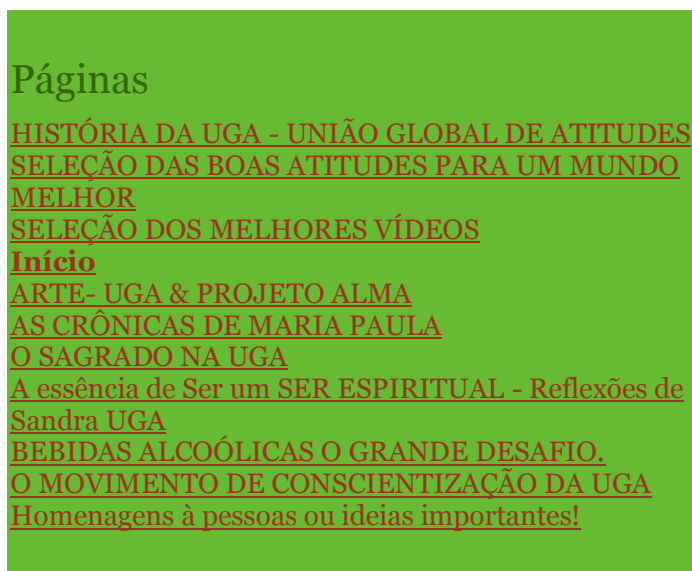 Páginas
HISTÓRIA DA UGA - UNIÃO GLOBAL DE ATITUDES
SELEÇÃO DAS BOAS ATITUDES PARA UM MUNDO
MELHOR
SELEÇÃO DOS MELHORES VÍDEOS
Início
ARTE- UGA & PROJETO ALMA
AS CRÔNICAS DE MARIA PAULA
O SAGRADO NA UGA
A essência de Ser um SER ESPIRITUAL - Reflexões de
Sandra UGA
BEBIDAS ALCOÓLICAS O GRANDE DESAFIO.
O MOVIMENTO DE CONSCIENTIZAÇÃO DA UGA
Homenagens à pessoas ou ideias importantes!